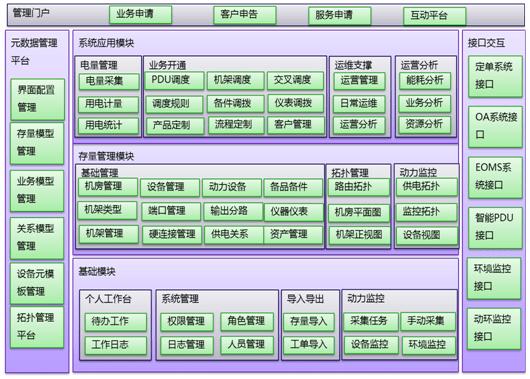 管理门户
业务申请
客户申告
服务申请
互动平台
元数据管理
平台
界面配置
管理
存量模型
管理
业务模型
管理
关系模型
管理
设备元模
板管理
拓扑管理
平台
系统应用模块
电量管理
电量采集
用电计量
用电统计
业务开通
PDU调度
机架调度
交叉调度
调度规则
备件调拨
仪表调拨
产品定制
流程定制
客户管理
运维支撑
运营管理
日常运维
运营分析
运营分析
能耗分析
业务分析
资源分析
存量管理模块
基础管理
机房管理
设备管理
动力设备
备品备件
机架类型
端口管理
输出分路
仪器仪表
机架管理
硬连接管理
供电关系
资产管理
拓扑管理
路由拓扑
机房平面图
机架正视图
动力监控
供电拓扑
监控拓扑
设备视图
基础模块
个人工作台
待办工作
工作日志
系统管理
权限管理
角色管理
日志管理
人员管理
导入导出
存量导入
工单导入
动力监控
采集任务
手动采集
设备监控
环境监控
接口交互
定单系统
接口
OA系统接
口
EOMS系
统接口
智能PDU
接口
环境监控
接口
动环监控
接口